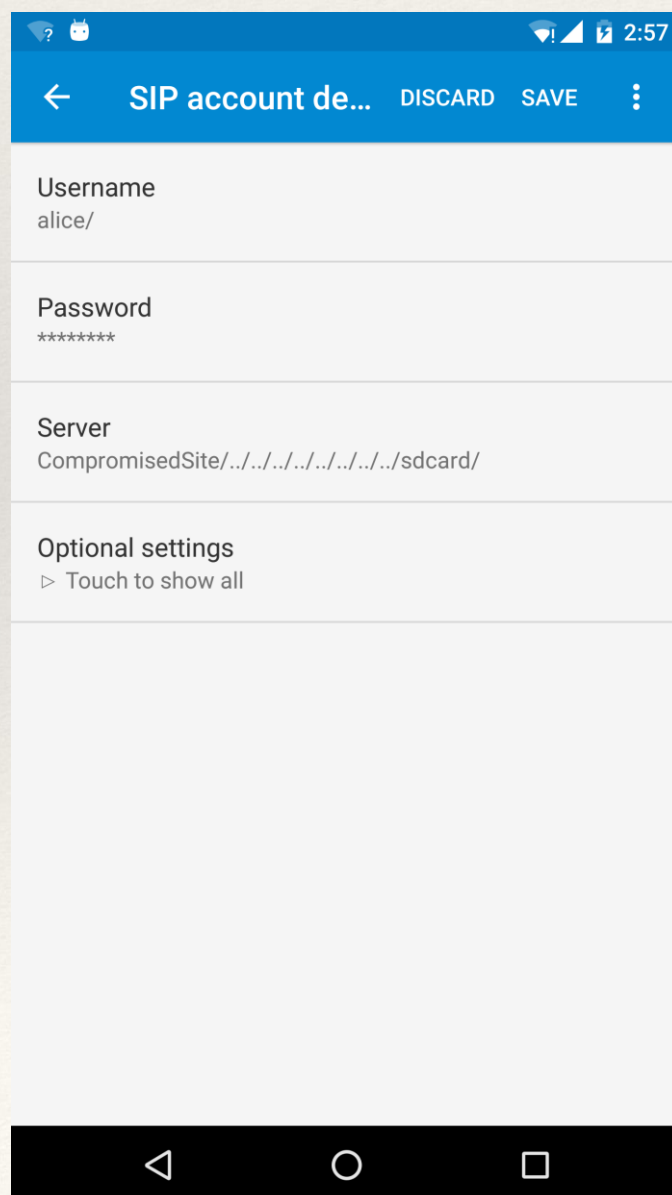 2:57
SIP account de... DISCARD SAVE
Username
alice/
Password
********
Server
CompromisedSite/../../../../../../../../sdcard/
Optional settings
▷ Touch to show all